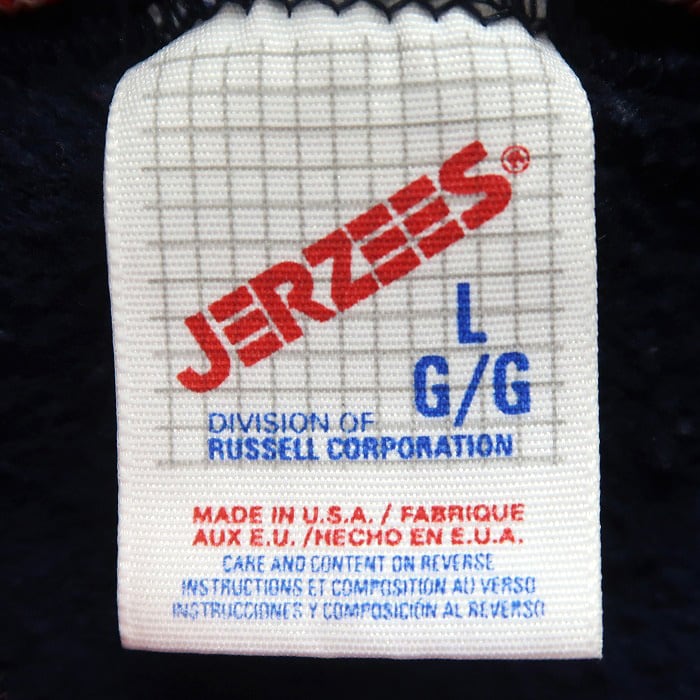 JERZEES®
L
G/G
DIVISION OF
RUSSELL CORPORATION
MADE IN U.S.A. / FABRIQUE
AUX E.U. /HECHO EN E.U.A.
CARE AND CONTENT ON REVERSE
INSTRUCTIONS ET COMPOSITION AU VERSO
INSTRUCCIONES Y COMPOSICIÓN AL REVERSO